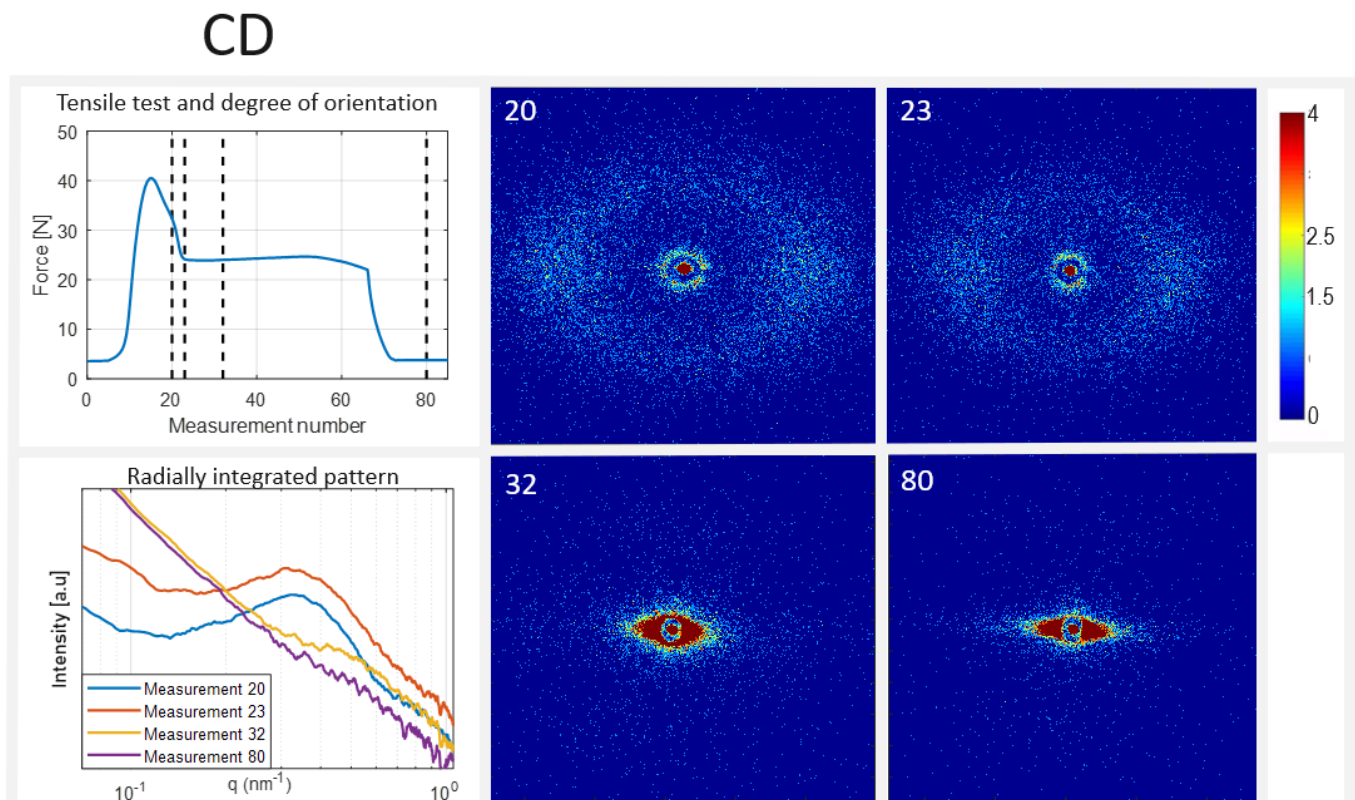 CD
Tensile test and degree of orientation
Force [N]
50
40
30
20
10
0
0 20 40 60 80
Measurement number
20
23
4
2.5
1.5
0
Radially integrated pattern
Intensity [a.u]
Measurement 20
Measurement 23
Measurement 32
Measurement 80
10⁻¹ q (nm⁻¹) 10⁰
32
80